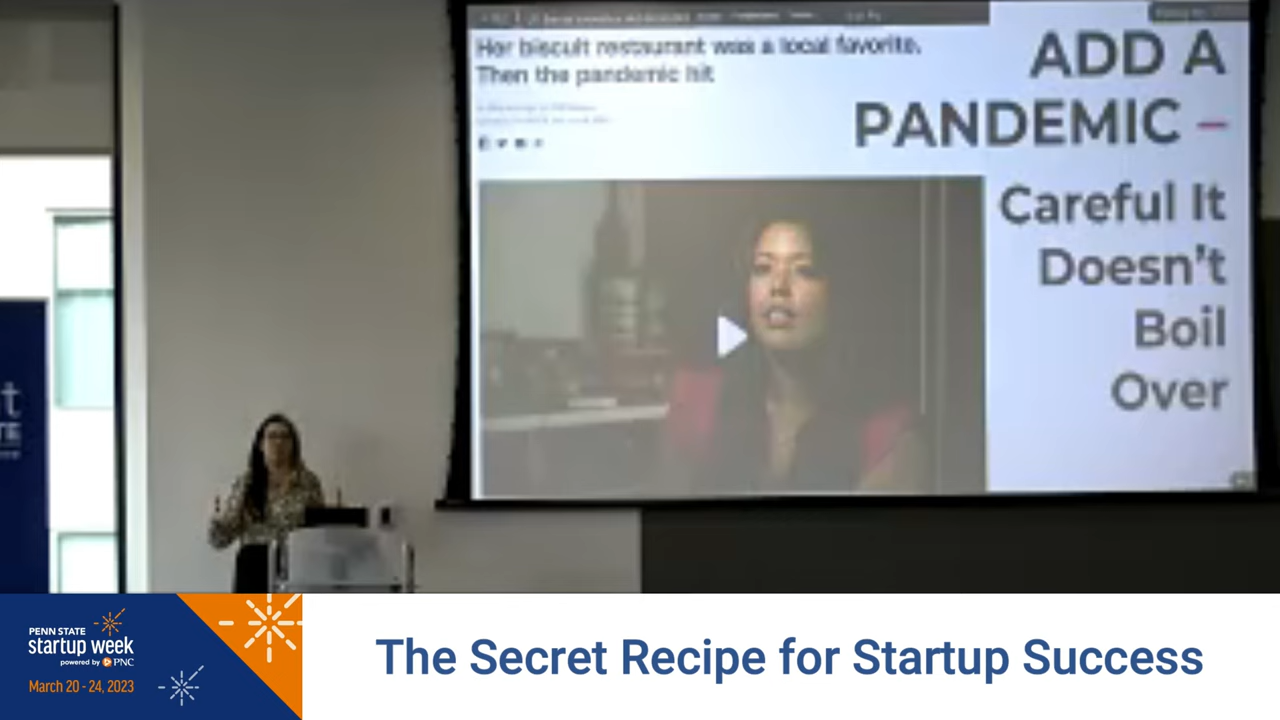 Her biscuit restaurant was a local favorite.
Then the pandemic hit
ADD A
PANDEMIC –
Careful It
Doesn't
Boil
Over
PENN STATE
startup week
powered by PNC
March 20 - 24, 2023
The Secret Recipe for Startup Success